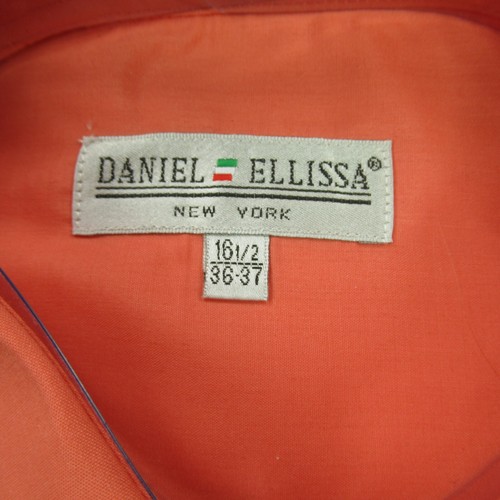 DANIEL ELLISSA®
NEW YORK
16 1/2
36-37